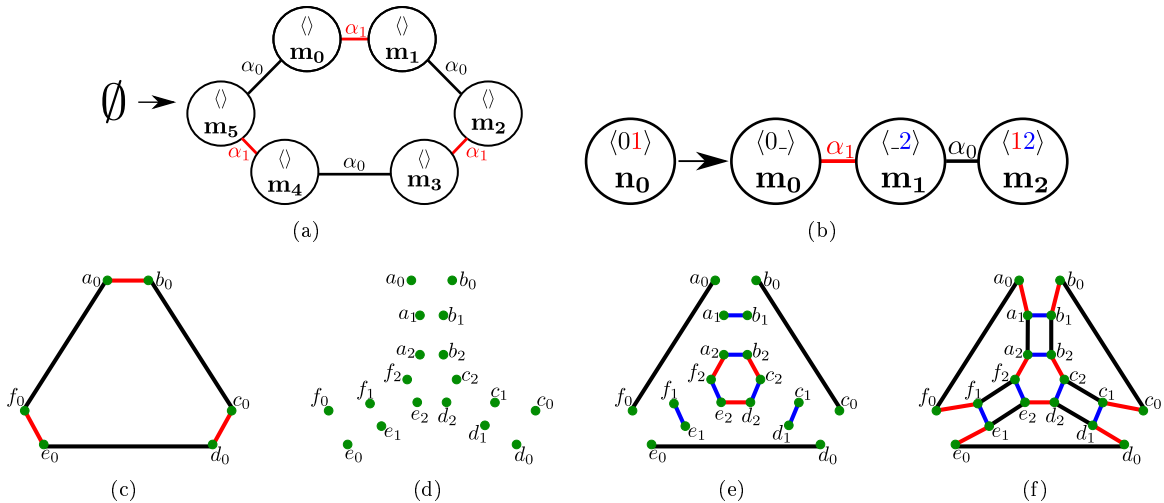 ⟨⟩ ⟨⟩
α₁
m₀ m₁
α₀ α₀
∅ ⟨⟩ ⟨⟩
m₅ m₂
α₁ ⟨⟩ ⟨⟩ α₁
α₀
m₄ m₃
(a)
⟨01⟩ ⟨0_⟩ α₁ ⟨_2⟩ α₀ ⟨12⟩
n₀ m₀ m₁ m₂
(b)
a₀ b₀
f₀ c₀
e₀ d₀
(c)
a₀ b₀
a₁ b₁
a₂ b₂
f₂ c₂
f₀ f₁ e₂ d₂ c₁ c₀
e₁ d₁
e₀ d₀
(d)
a₀ b₀
a₁ b₁
a₂ b₂
f₂ c₂
f₀ f₁ e₂ d₂ c₁ c₀
e₁ d₁
e₀ d₀
(e)
a₀ b₀
a₁ b₁
a₂ b₂
f₂ c₂
f₀ f₁ e₂ d₂ c₁ c₀
e₁ d₁
e₀ d₀
(f)